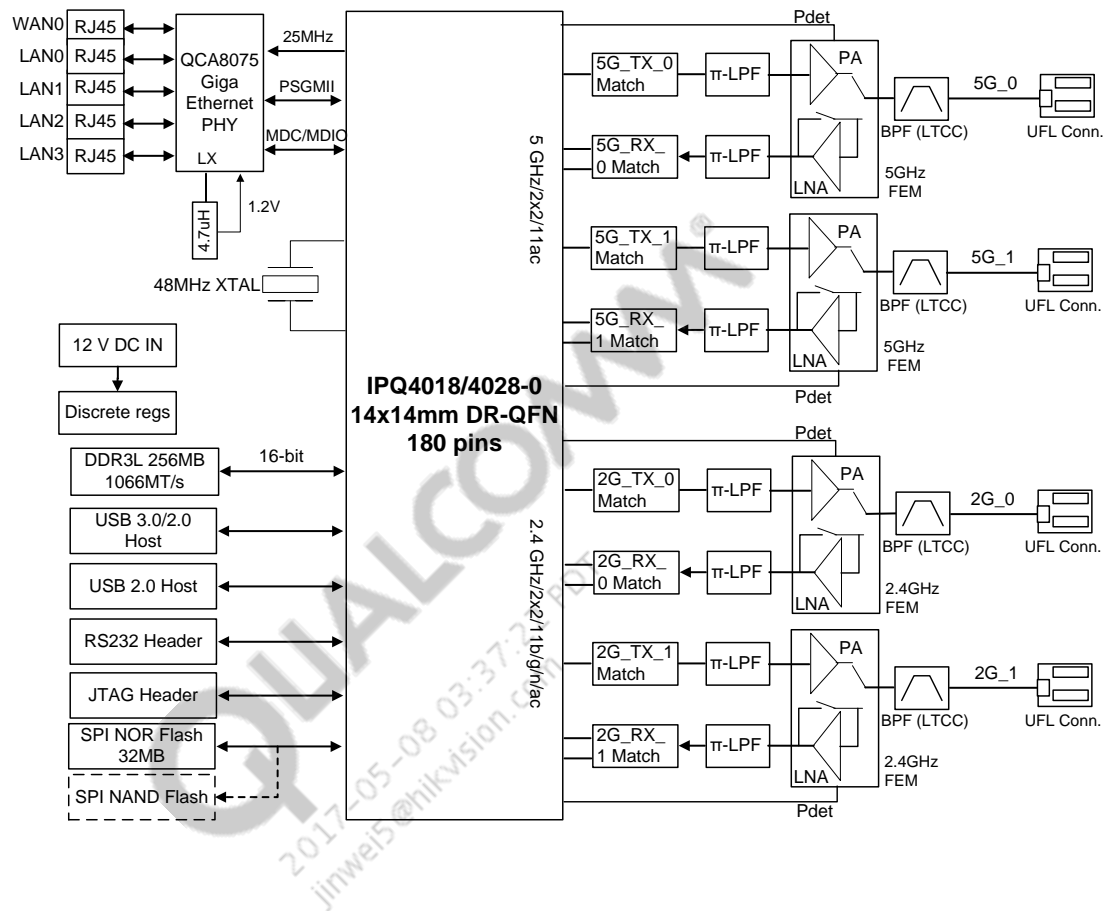 WAN0
RJ45
LAN0
RJ45
LAN1
RJ45
LAN2
RJ45
LAN3
RJ45
QCA8075
Giga
Ethernet
PHY
LX
25MHz
PSGMII
MDC/MDIO
4.7uH
1.2V
48MHz XTAL
12 V DC IN
Discrete regs
DDR3L 256MB
1066MT/s
16-bit
USB 3.0/2.0
Host
USB 2.0 Host
RS232 Header
JTAG Header
SPI NOR Flash
32MB
SPI NAND Flash
IPQ4018/4028-0
14x14mm DR-QFN
180 pins
5 GHz/2x2/11ac
2.4 GHz/2x2/11b/g/n/ac
Pdet
5G_TX_0
Match
π-LPF
PA
5G_RX_
0 Match
π-LPF
LNA
5GHz
FEM
BPF (LTCC)
5G_0
UFL Conn.
5G_TX_1
Match
π-LPF
PA
5G_RX_
1 Match
π-LPF
LNA
5GHz
FEM
BPF (LTCC)
5G_1
UFL Conn.
Pdet
Pdet
2G_TX_0
Match
π-LPF
PA
2G_RX_
0 Match
π-LPF
LNA
2.4GHz
FEM
BPF (LTCC)
2G_0
UFL Conn.
2G_TX_1
Match
π-LPF
PA
2G_RX_
1 Match
π-LPF
LNA
2.4GHz
FEM
BPF (LTCC)
2G_1
UFL Conn.
Pdet
QUALCOMM®
2017-05-08 03:37:21 PDT
jinwei5@hikvision.com